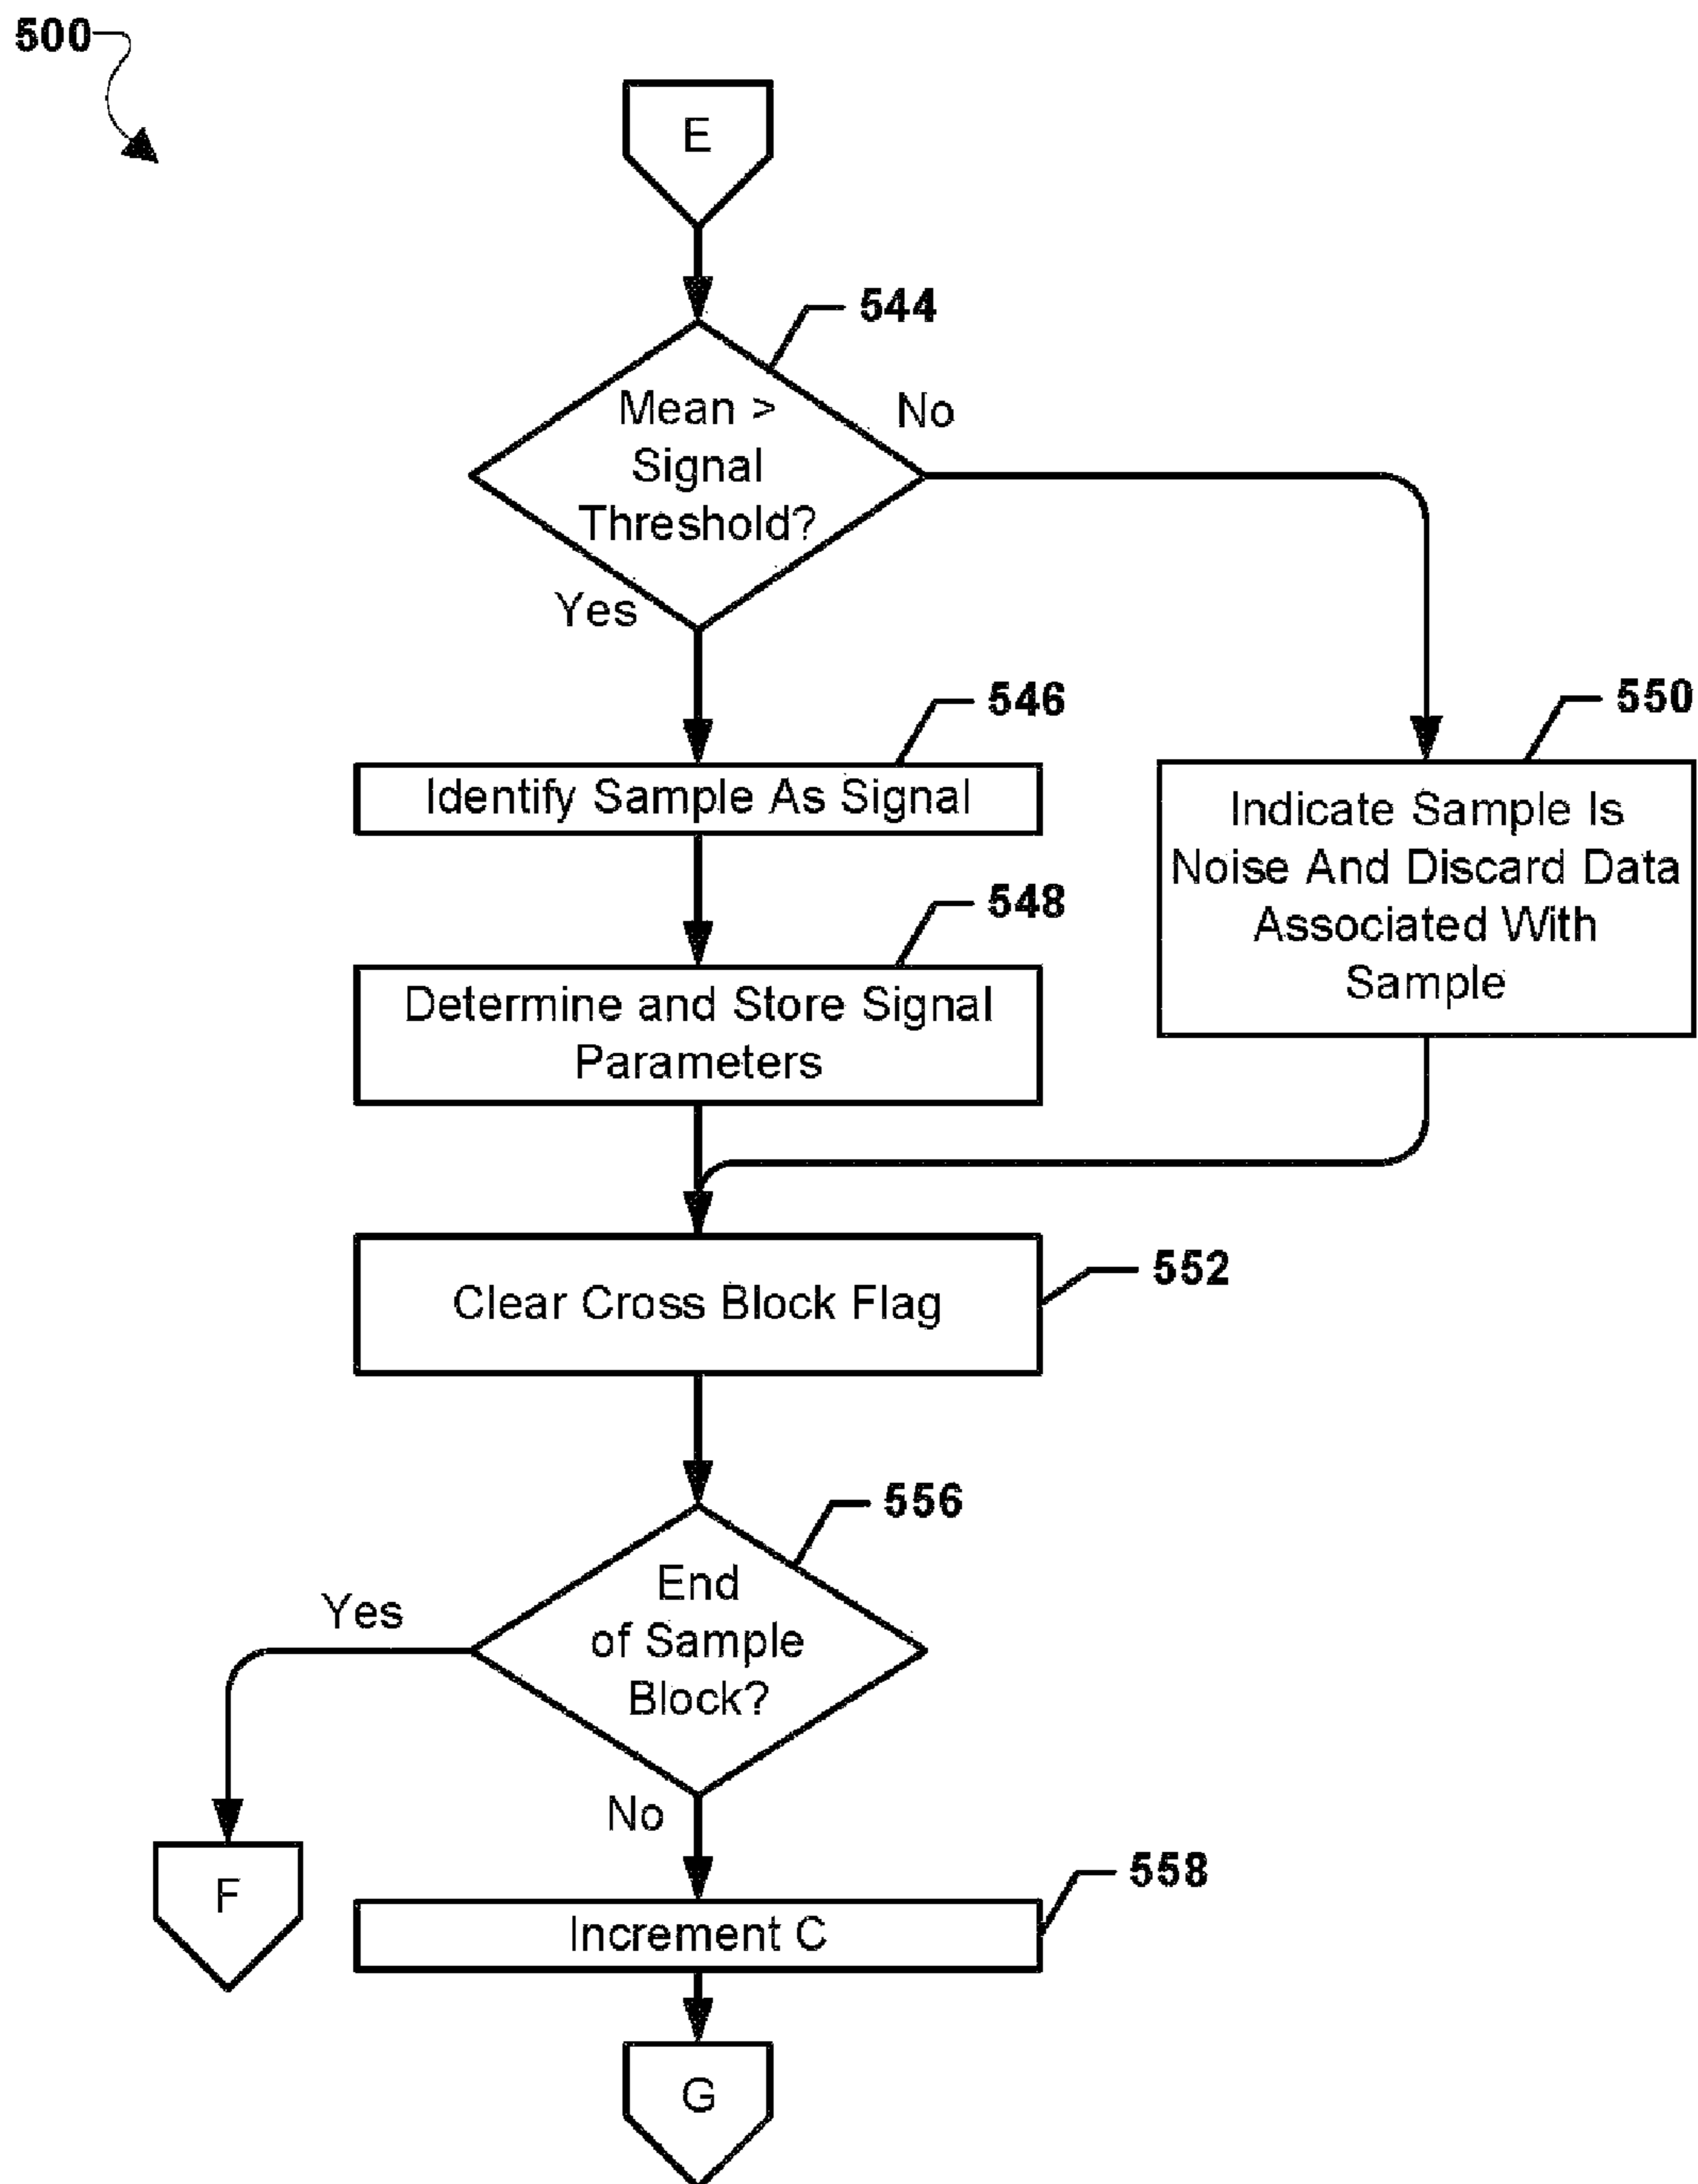 500
E
544
Mean >
Signal
Threshold?
No
Yes
546
Identify Sample As Signal
550
Indicate Sample Is
Noise And Discard Data
Associated With
Sample
548
Determine and Store Signal
Parameters
552
Clear Cross Block Flag
556
End
of Sample
Block?
Yes
No
F
558
Increment C
G